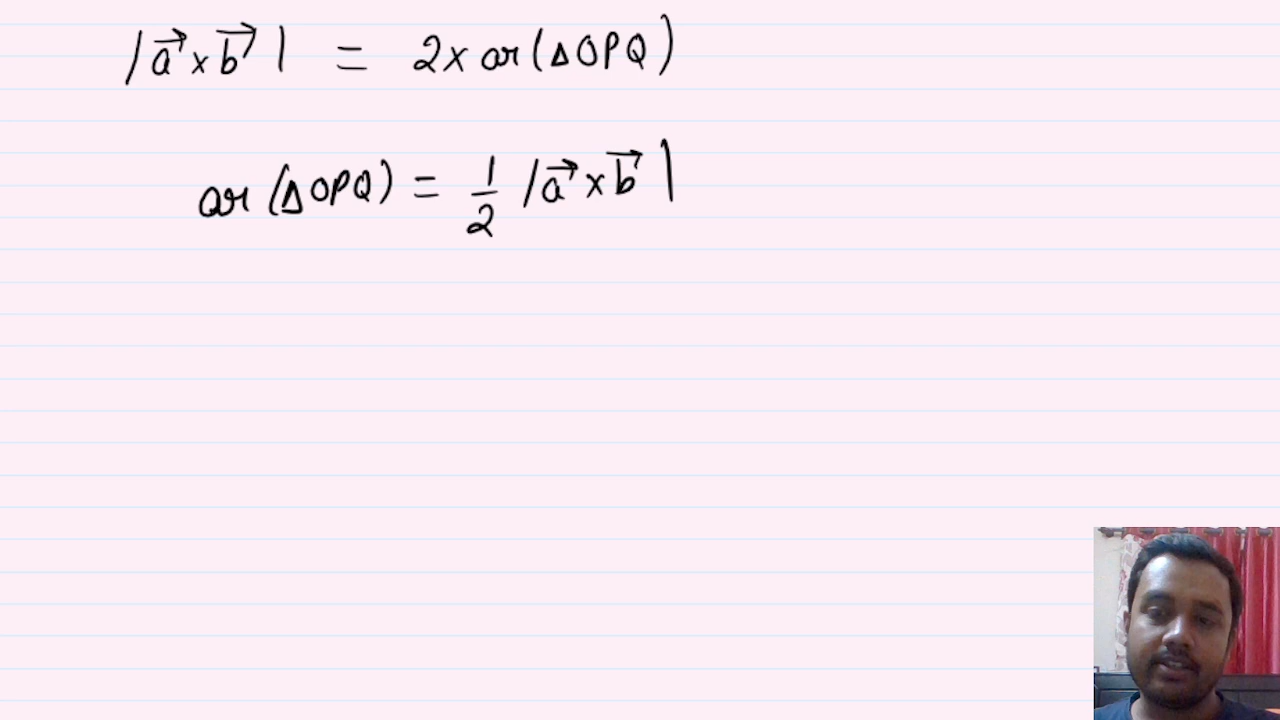 |a⃗ × b⃗| = 2 × ar(ΔOPQ)
ar(ΔOPQ) = 1/2 |a⃗ × b⃗|